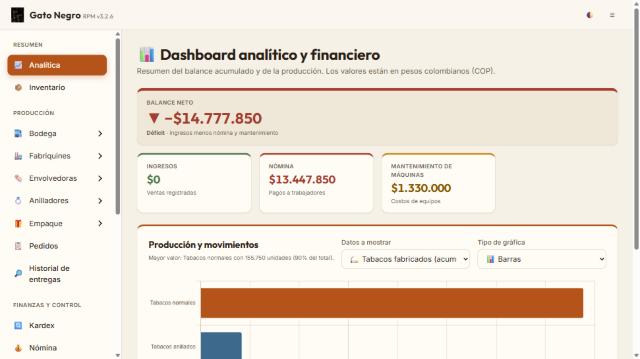 Gato Negro RPM v3.2.6
RESUMEN
Analítica
Inventario
PRODUCCIÓN
Bodega
Fabriquines
Envolvedoras
Anilladores
Empaque
Pedidos
Historial de
entregas
FINANZAS Y CONTROL
Kardex
Nómina
Dashboard analítico y financiero
Resumen del balance acumulado y de la producción. Los valores están en pesos colombianos (COP).
BALANCE NETO
▼ −$14.777.850
Déficit · Ingresos menos nómina y mantenimiento
INGRESOS
$0
Ventas registradas
NÓMINA
$13.447.850
Pagos a trabajadores
MANTENIMIENTO DE
MÁQUINAS
$1.330.000
Costos de equipos
Producción y movimientos
Mayor valor: Tabacos normales con 155.750 unidades (90% del total).
Datos a mostrar
Tabacos fabricados (acum
Tipo de gráfica
Barras
Tabacos normales
Tabacos anillados